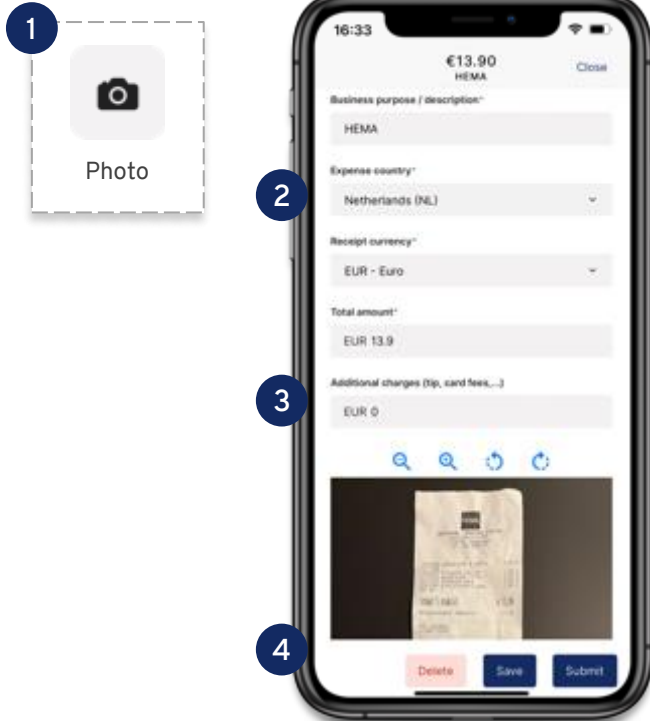 1
Photo
16:33
€13.90
HEMA
Close
Business purpose / description*
HEMA
2
Expense country*
Netherlands (NL)
Receipt currency*
EUR - Euro
Total amount*
EUR 13.9
3
Additional charges (tip, card fees,...)
EUR 0
4
Delete
Save
Submit